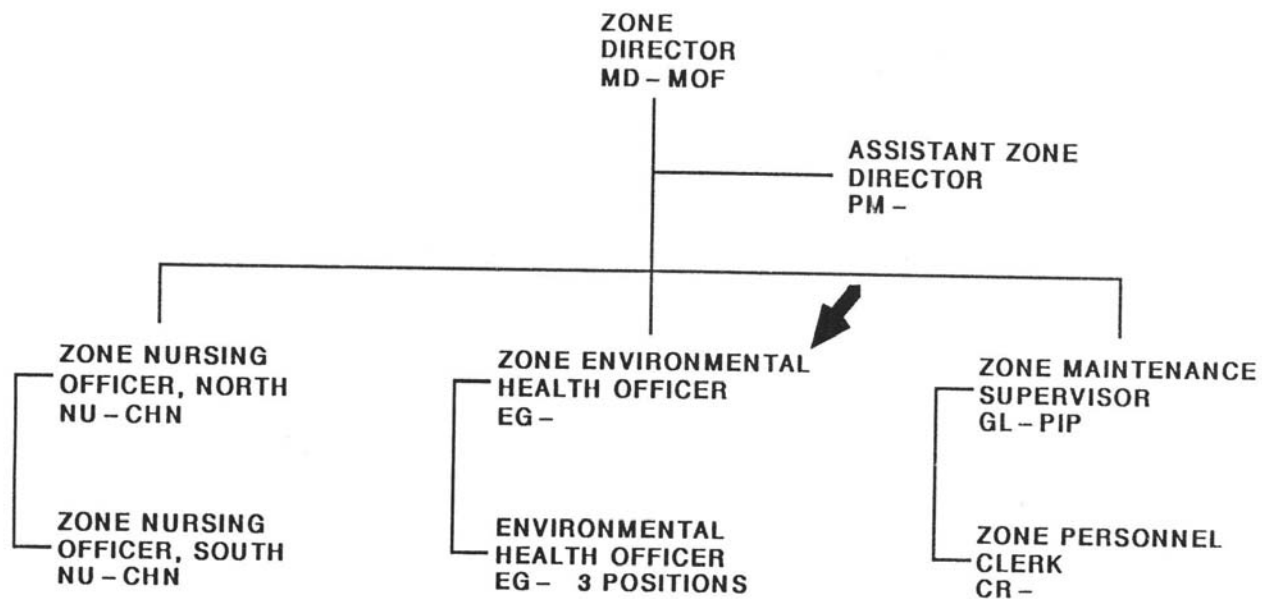 ZONE
DIRECTOR
MD – MOF
ASSISTANT ZONE
DIRECTOR
PM –
ZONE NURSING
OFFICER, NORTH
NU – CHN
ZONE NURSING
OFFICER, SOUTH
NU – CHN
ZONE ENVIRONMENTAL
HEALTH OFFICER
EG –
ENVIRONMENTAL
HEALTH OFFICER
EG – 3 POSITIONS
ZONE MAINTENANCE
SUPERVISOR
GL – PIP
ZONE PERSONNEL
CLERK
CR –